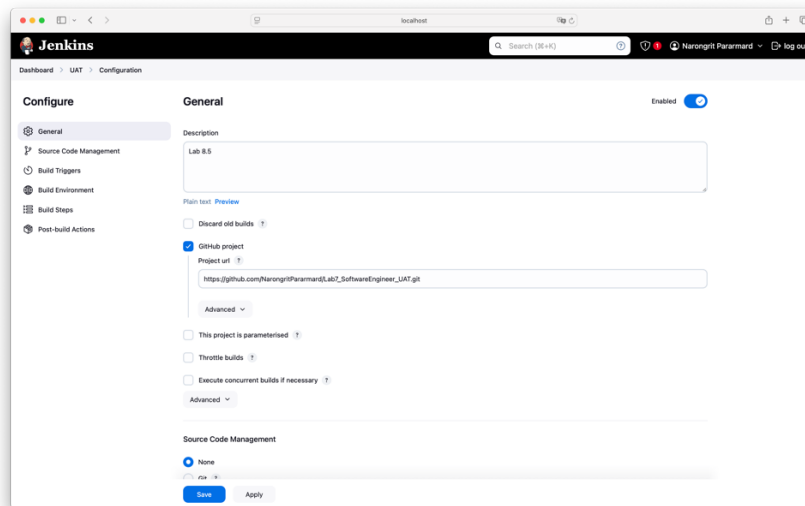 localhost
Jenkins
Search (⌘+K)
?
1
Narongrit Pararmard
log ou
Dashboard > UAT > Configuration
Configure
General
Source Code Management
Build Triggers
Build Environment
Build Steps
Post-build Actions
General
Enabled
Description
Lab 8.5
Plain text Preview
Discard old builds ?
GitHub project
Project url ?
https://github.com/NarongritPararmard/Lab7_SoftwareEngineer_UAT.git
Advanced
This project is parameterised ?
Throttle builds ?
Execute concurrent builds if necessary ?
Advanced
Source Code Management
None
Git ?
Save
Apply